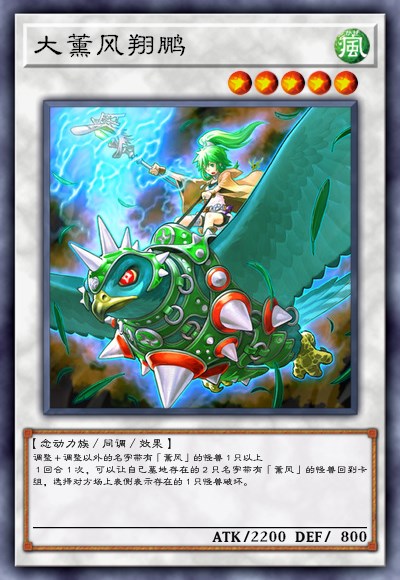 大薰风翔鹏
風
【念动力族／同调／效果】
调整＋调整以外的名字带有「薰风」的怪兽１只以上
１回合１次，可以让自己墓地存在的２只名字带有「薰风」的怪兽回到卡
组，选择对方场上表侧表示存在的１只怪兽破坏。
ATK/2200 DEF/ 800